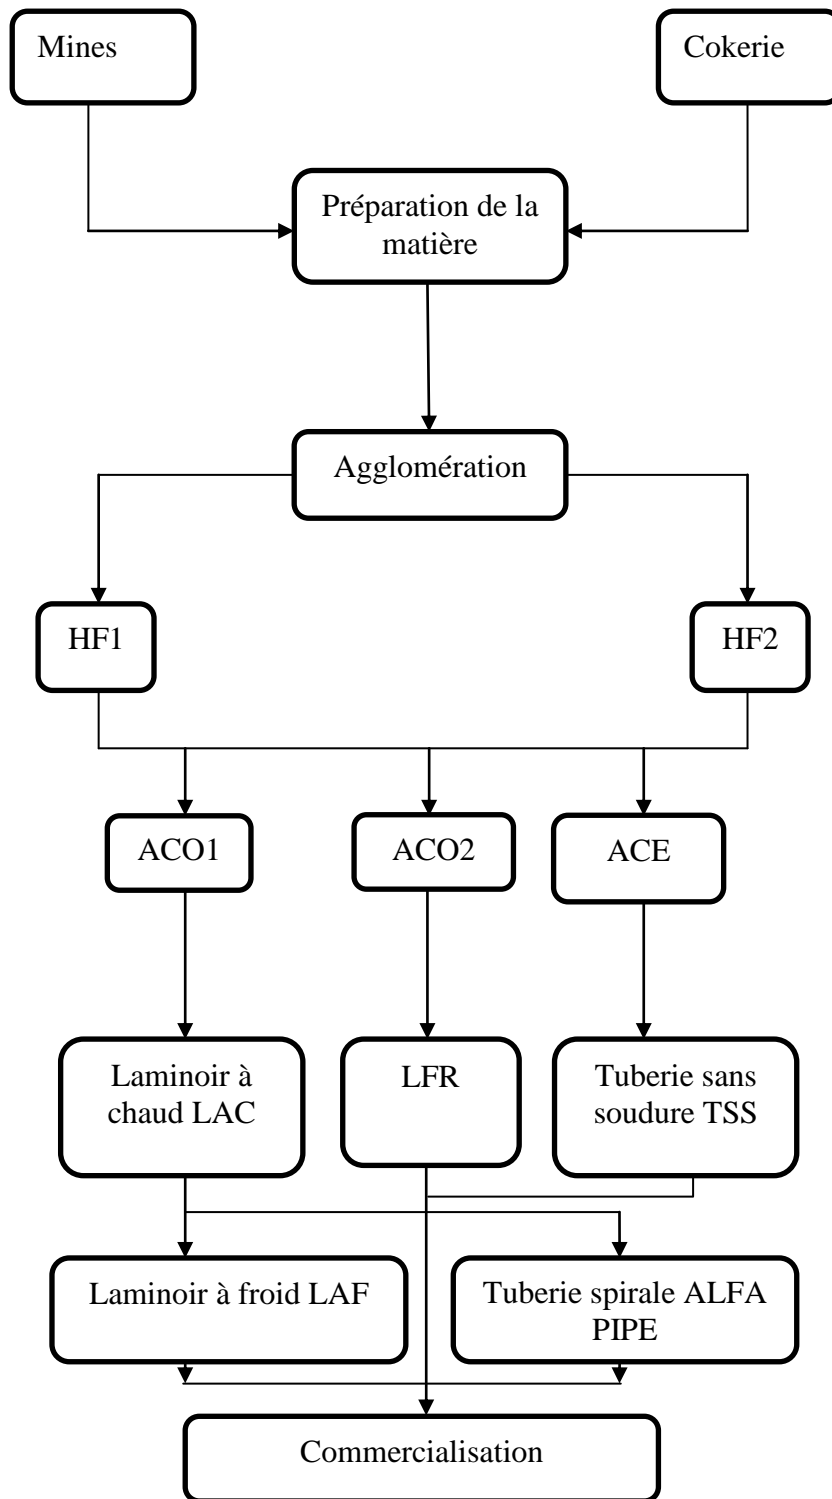 Mines
Cokerie
Préparation de la
matière
Agglomération
HF1
HF2
ACO1
ACO2
ACE
Laminoir à
chaud LAC
LFR
Tuberie sans
soudure TSS
Laminoir à froid LAF
Tuberie spirale ALFA
PIPE
Commercialisation